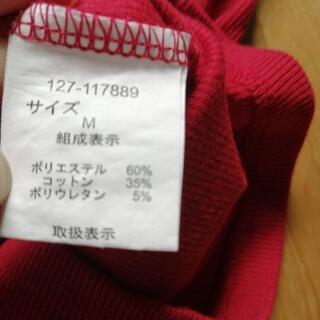 127-117889
サイズ
M
組成表示
ポリエステル 60%
コットン 35%
ポリウレタン 5%
取扱表示